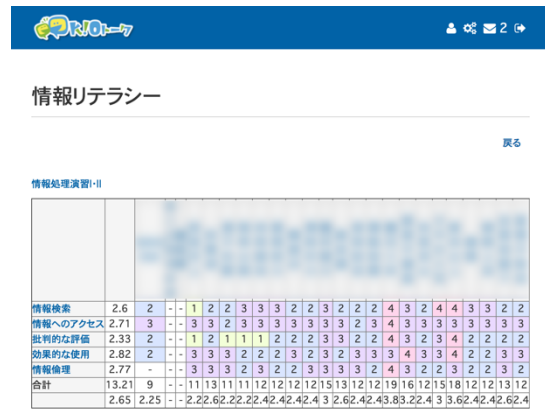 KIOトーク 2
情報リテラシー
戻る
情報処理演習I・II
情報検索 2.6 2 - - 1 2 2 3 3 3 2 2 3 2 2 2 4 3 2 4 4 3 3 2 2
情報へのアクセス 2.71 3 - - 3 3 2 3 3 3 3 3 3 3 2 3 4 3 3 3 3 3 3 3 3
批判的な評価 2.33 2 - - 1 2 1 1 1 2 2 2 3 3 2 2 4 3 2 3 4 2 2 2 2
効果的な使用 2.82 2 - - 3 3 3 2 2 2 3 2 3 2 3 3 3 4 3 3 4 2 2 3 3
情報倫理 2.77 - - - 3 3 3 2 3 2 2 3 3 3 3 2 4 3 2 2 3 2 2 3 2
合計 13.21 9 - - 11 13 11 11 12 12 12 12 15 13 12 12 19 16 12 15 18 12 12 13 12
2.65 2.25 - - 2.2 2.6 2.2 2.2 2.4 2.4 2.4 2.4 3 2.6 2.4 2.4 3.8 3.2 2.4 3 3.6 2.4 2.4 2.6 2.4